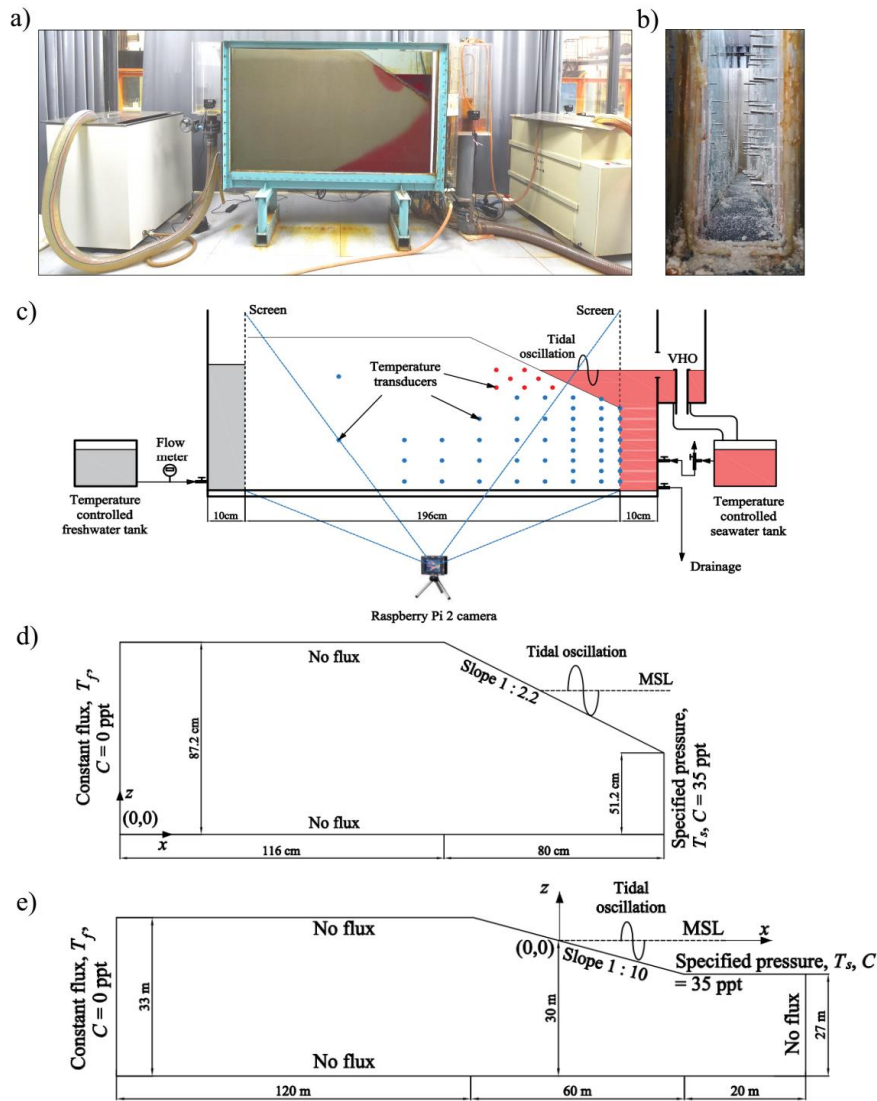 a)
b)
c)
Screen
Screen
Tidal
oscillation
VHO
Temperature
transducers
Flow
meter
Temperature
controlled
freshwater tank
Temperature
controlled
seawater tank
10cm
196cm
10cm
Drainage
Raspberry Pi 2 camera
d)
No flux
Tidal oscillation
MSL
Slope 1 : 2.2
Constant flux, Tf,
C = 0 ppt
87.2 cm
51.2 cm
Specified pressure,
Ts, C = 35 ppt
z
(0,0)
x
No flux
116 cm
80 cm
e)
z
Tidal
oscillation
No flux
MSL
x
(0,0)
Slope 1 : 10
Specified pressure, Ts, C
= 35 ppt
Constant flux, Tf,
C = 0 ppt
33 m
30 m
No flux
27 m
No flux
120 m
60 m
20 m